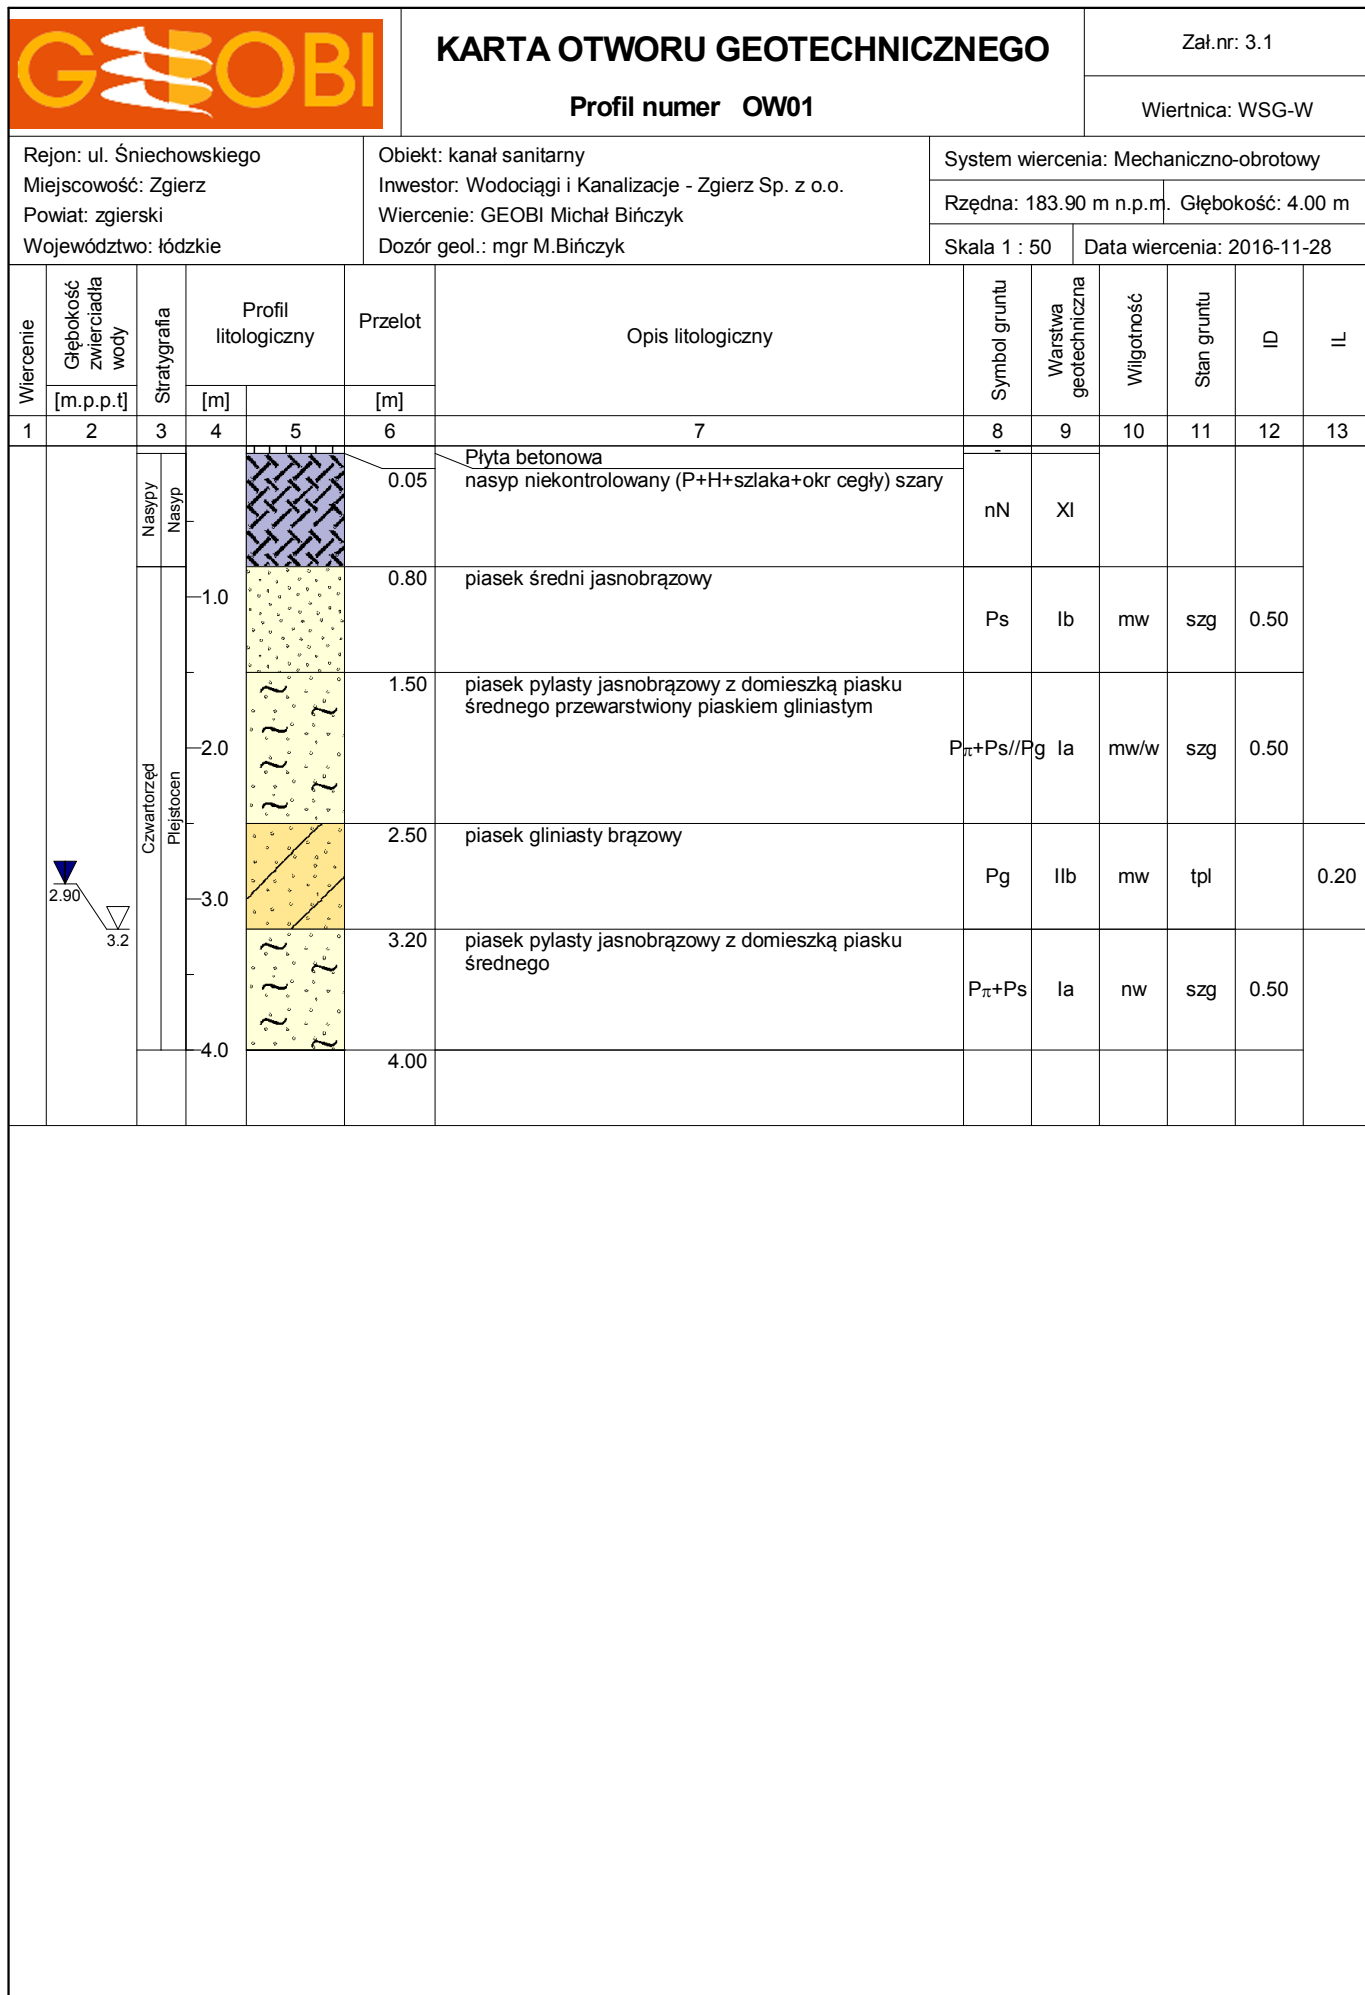 GEOBI
KARTA OTWORU GEOTECHNICZNEGO
Profil numer OW01
Zał.nr: 3.1
Wiertnica: WSG-W
Rejon: ul. Śniechowskiego
Miejscowość: Zgierz
Powiat: zgierski
Województwo: łódzkie
Obiekt: kanał sanitarny
Inwestor: Wodociągi i Kanalizacje - Zgierz Sp. z o.o.
Wiercenie: GEOBI Michał Bińczyk
Dozór geol.: mgr M.Bińczyk
System wiercenia: Mechaniczno-obrotowy
Rzędna: 183.90 m n.p.m. Głębokość: 4.00 m
Skala 1 : 50 Data wiercenia: 2016-11-28
Wiercenie
Głębokość
zwierciadła
wody
[m.p.p.t]
Stratygrafia
Profil
litologiczny
[m]
Przelot
[m]
Opis litologiczny
Symbol gruntu
Warstwa
geotechniczna
Wilgotność
Stan gruntu
ID
IL
1 2 3 4 5 6 7 8 9 10 11 12 13
Płyta betonowa -
0.05 nasyp niekontrolowany (P+H+szlaka+okr cegły) szary
Nasypy
Nasyp
nN XI
0.80 piasek średni jasnobrązowy
1.0
Ps Ib mw szg 0.50
1.50 piasek pylasty jasnobrązowy z domieszką piasku
średnego przewarstwiony piaskiem gliniastym
2.0
Pπ+Ps//Pg Ia mw/w szg 0.50
Czwartorzęd
Plejstocen
2.50 piasek gliniasty brązowy
Pg IIb mw tpl 0.20
2.90
3.0
3.2
3.20 piasek pylasty jasnobrązowy z domieszką piasku
średnego
Pπ+Ps Ia nw szg 0.50
4.0
4.00